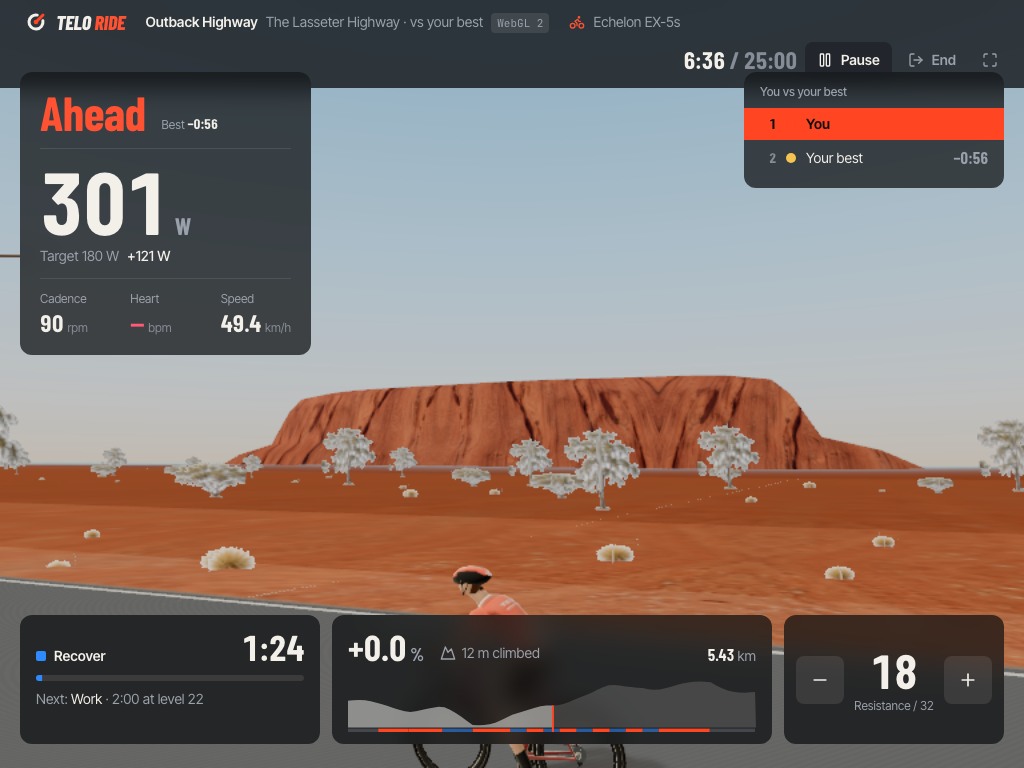 TELO RIDE Outback Highway The Lasseter Highway · vs your best WebGL 2 Echelon EX-5s
6:36 / 25:00 Pause End
Ahead Best −0:56
301 W
Target 180 W +121 W
Cadence Heart Speed
90 rpm — bpm 49.4 km/h
You vs your best
1 You
2 Your best −0:56
Recover 1:24
Next: Work · 2:00 at level 22
+0.0 % 12 m climbed 5.43 km
− 18 +
Resistance / 32